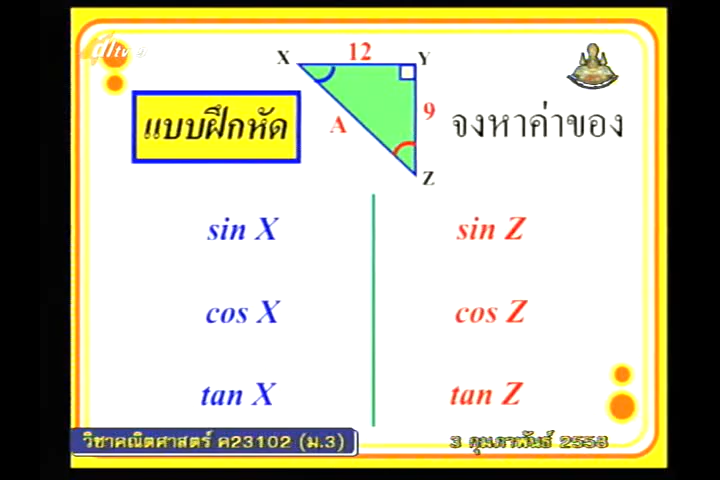 12
X
Y
แบบฝึกหัด
A
9
จงหาค่าของ
Z
sin X
sin Z
cos X
cos Z
tan X
tan Z
วิชาคณิตศาสตร์ ค23102 (ม.3)
3 กุมภาพันธ์ 2558